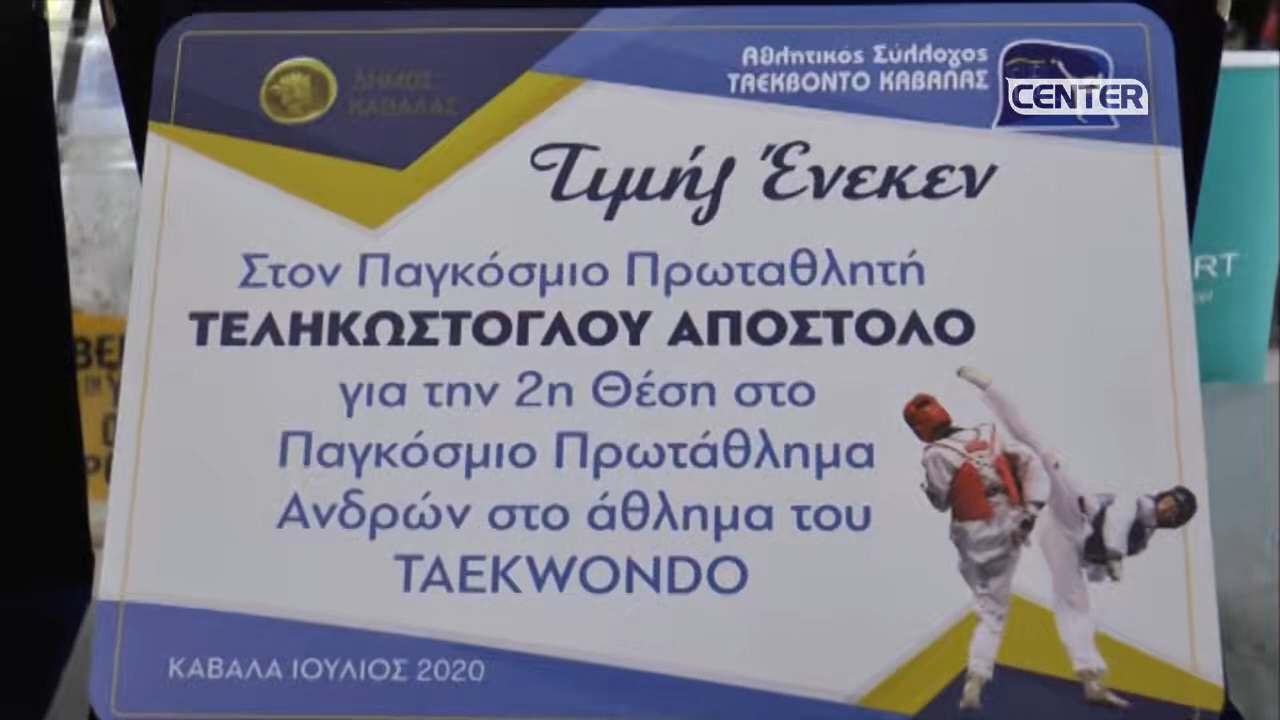 ΔΗΜΟΣ
ΚΑΒΑΛΑΣ
Αθλητικός Σύλλογος
ΤΑΕΚΒΟΝΤΟ ΚΑΒΑΛΑΣ
CENTER
Τιμής Ένεκεν
Στον Παγκόσμιο Πρωταθλητή
ΤΕΛΗΚΩΣΤΟΓΛΟΥ ΑΠΟΣΤΟΛΟ
για την 2η Θέση στο
Παγκόσμιο Πρωτάθλημα
Ανδρών στο άθλημα του
TAEKWONDO
ΚΑΒΑΛΑ ΙΟΥΛΙΟΣ 2020